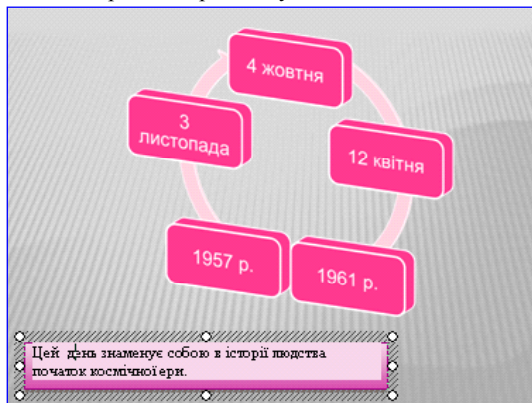 4 жовтня
3
листопада
12 квітня
1957 р.
1961 р.
Цей день знаменує собою в історії людства
початок космічної ери.